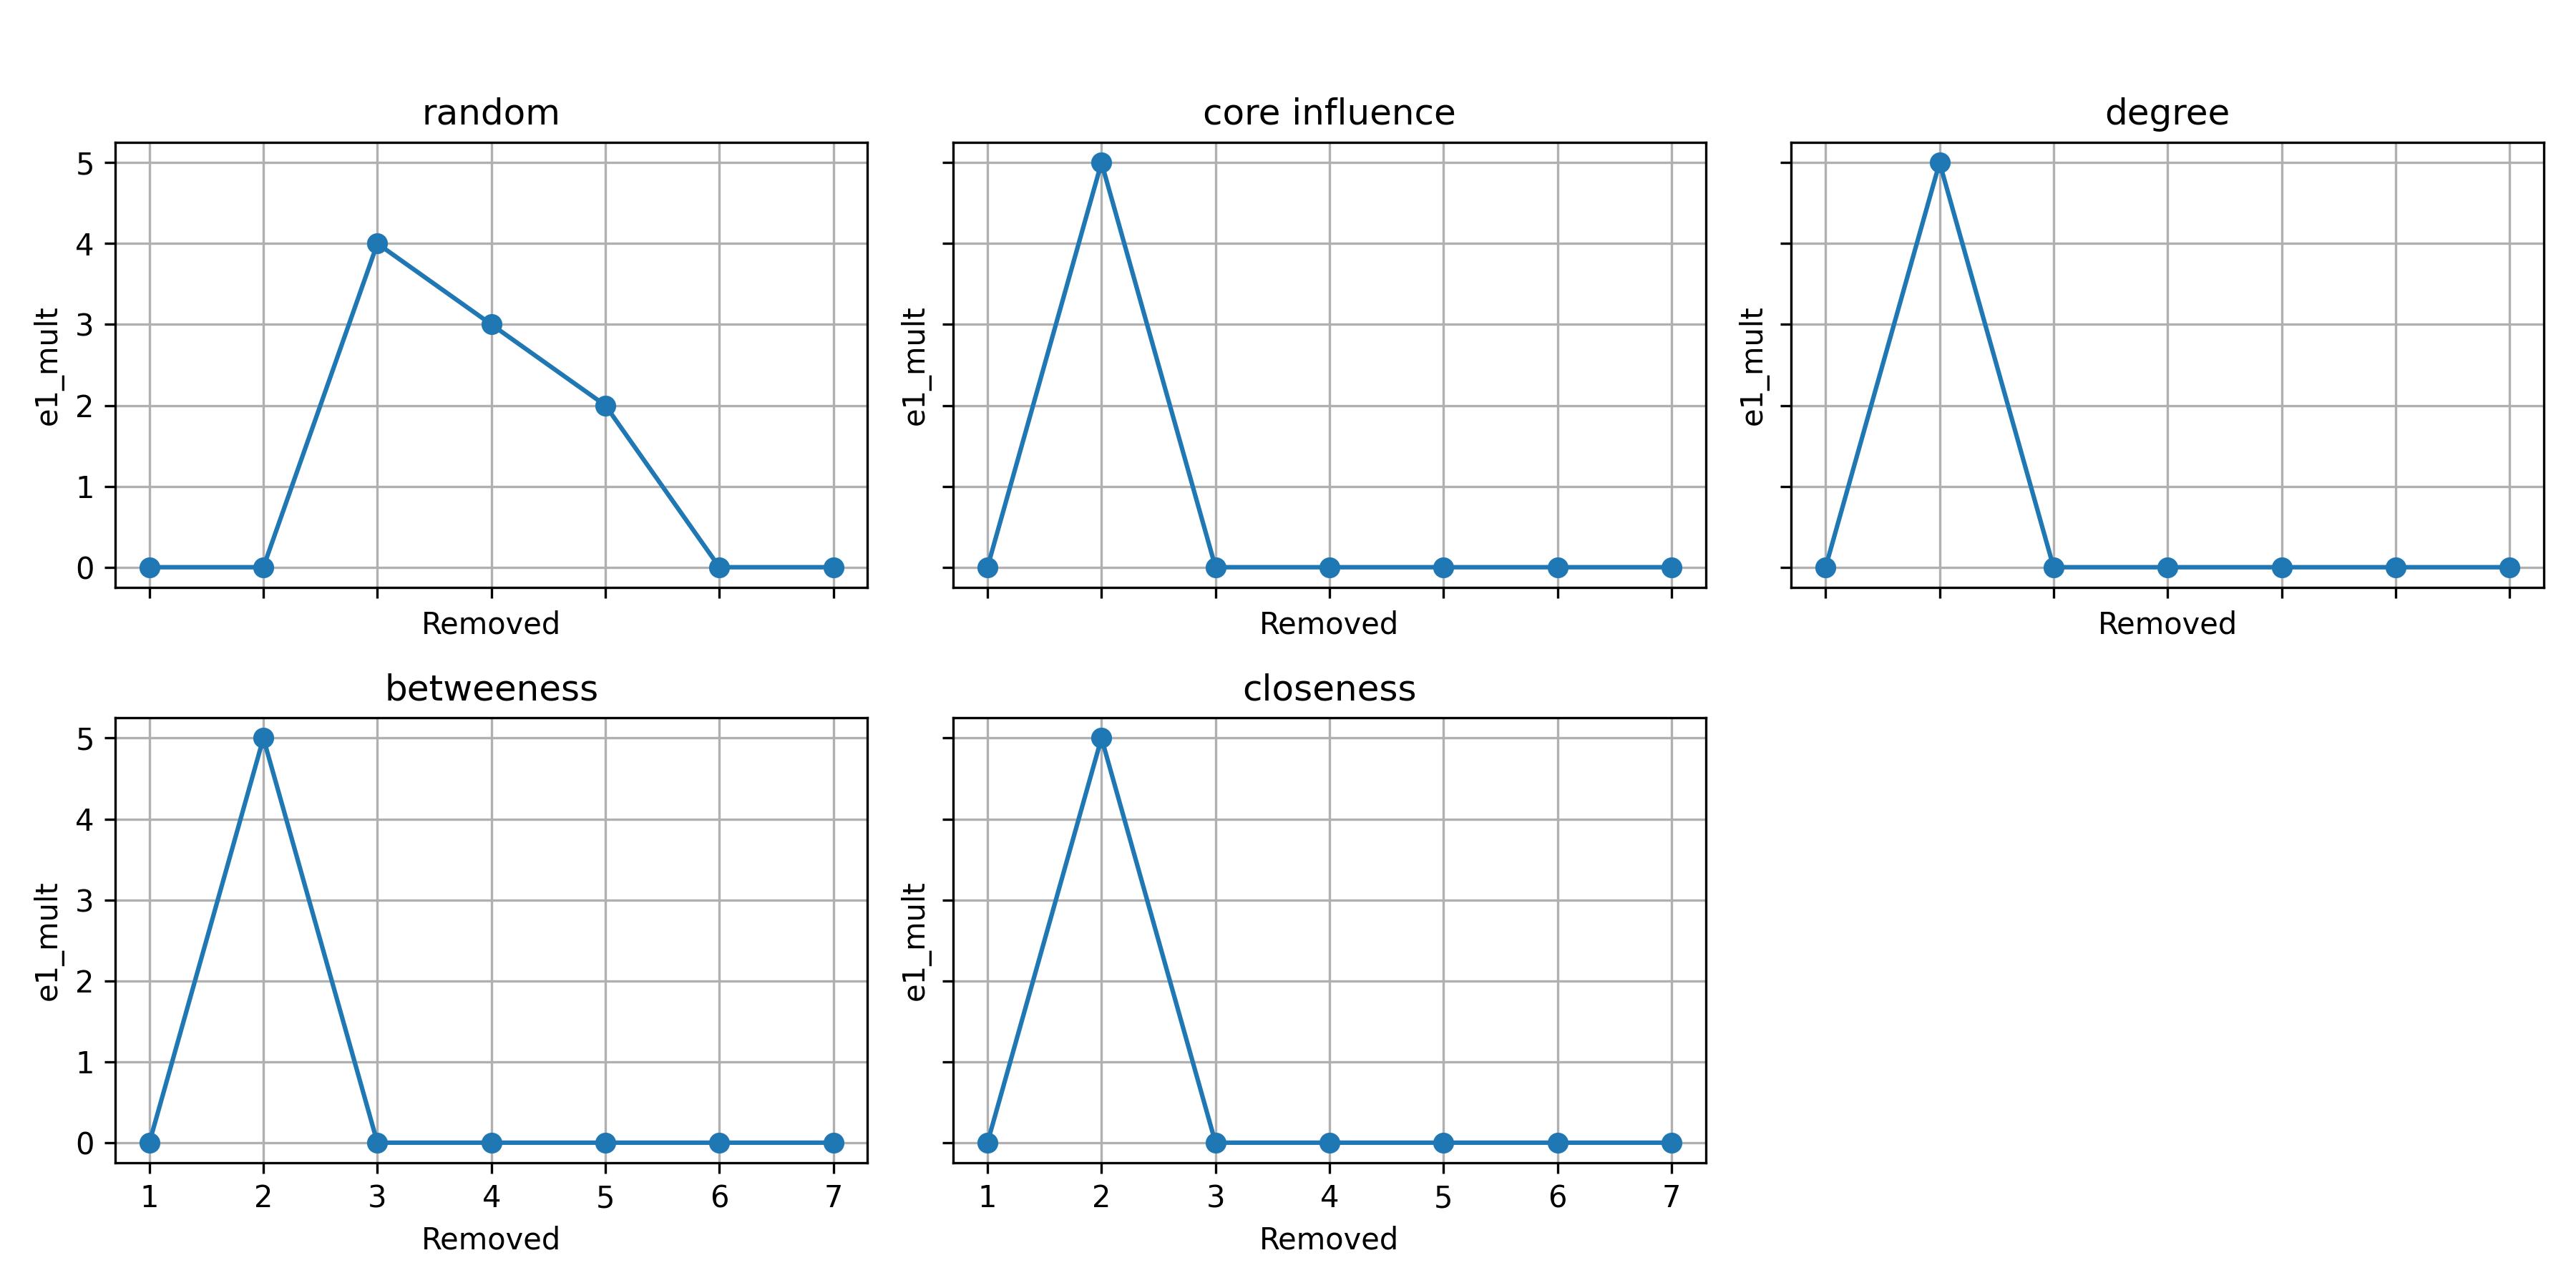 random
core influence
degree
5
4
3
2
1
0
e1_mult
e1_mult
e1_mult
Removed
Removed
Removed
betweeness
closeness
5
4
3
2
1
0
e1_mult
e1_mult
1 2 3 4 5 6 7
1 2 3 4 5 6 7
Removed
Removed